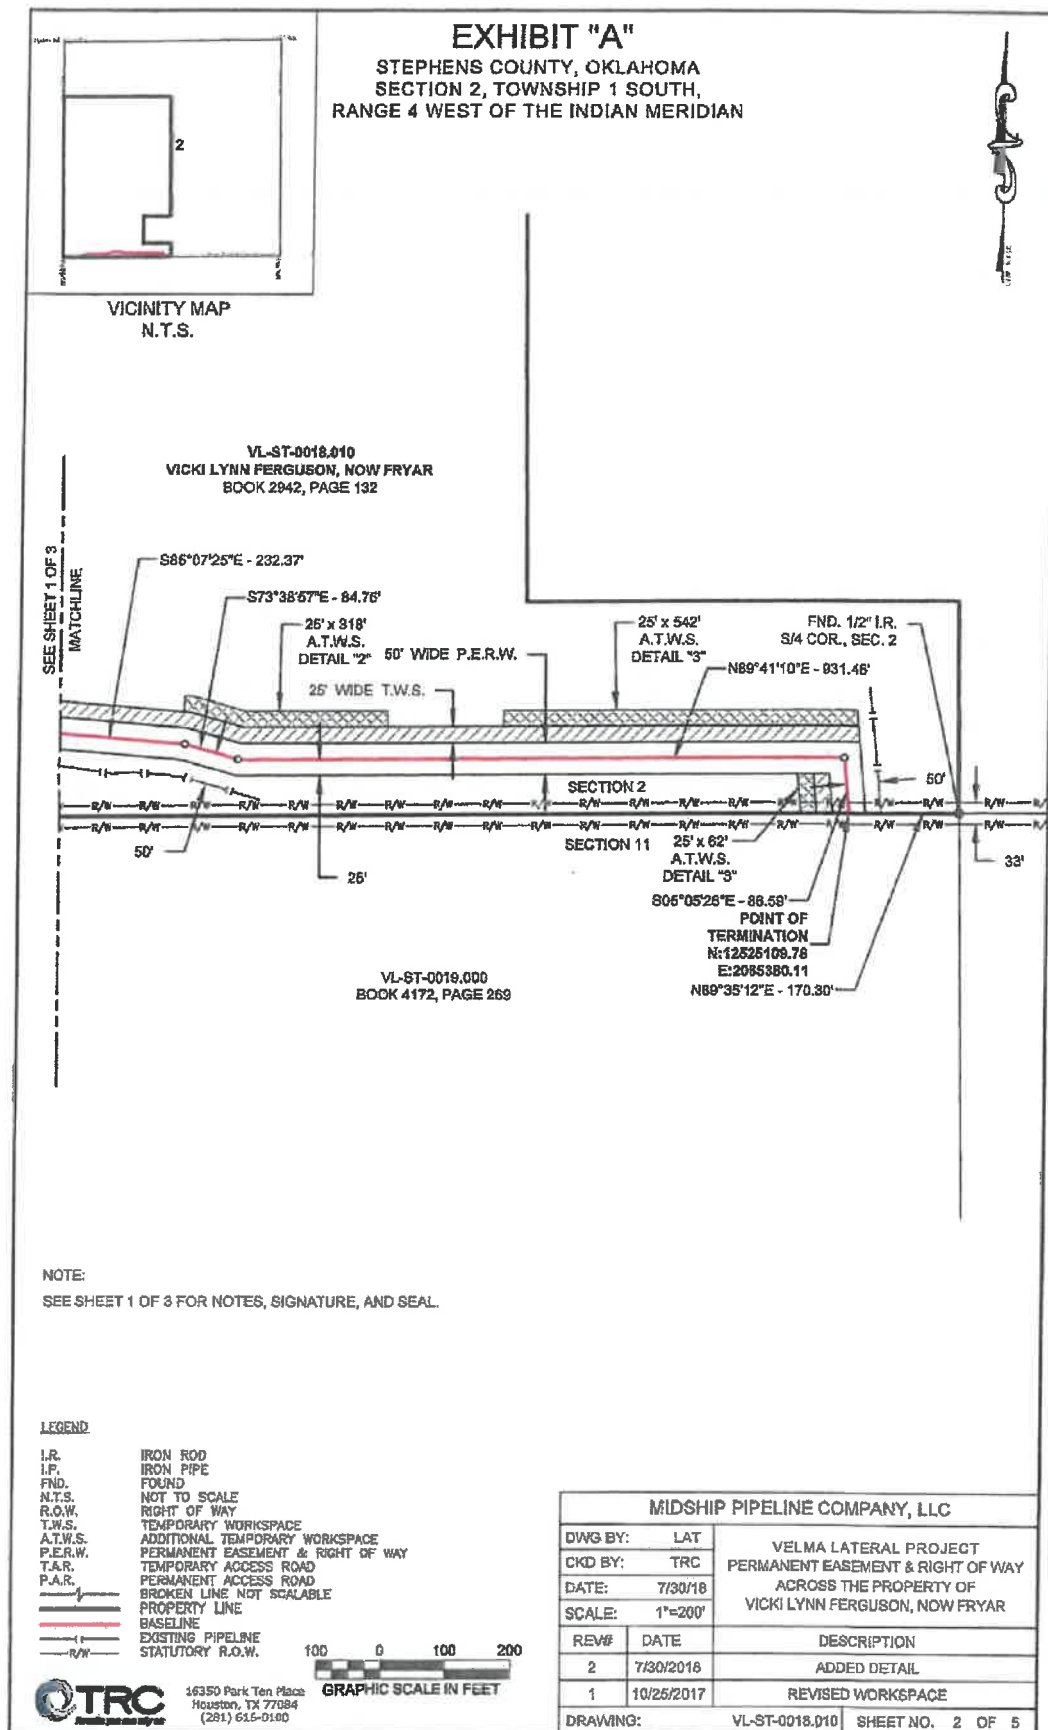 EXHIBIT "A"
STEPHENS COUNTY, OKLAHOMA
SECTION 2, TOWNSHIP 1 SOUTH,
RANGE 4 WEST OF THE INDIAN MERIDIAN
2
VICINITY MAP
N.T.S.
VL-ST-0018.010
VICKI LYNN FERGUSON, NOW FRYAR
BOOK 2942, PAGE 132
SEE SHEET 1 OF 3
MATCHLINE
S86°07'25"E - 232.37'
S73°38'57"E - 84.76'
25' x 318'
A.T.W.S.
DETAIL "2"
50' WIDE P.E.R.W.
25' WIDE T.W.S.
25' x 542'
A.T.W.S.
DETAIL "3"
FND. 1/2" I.R.
S/4 COR., SEC. 2
N89°41'10"E - 931.46'
50'
SECTION 2
R/W R/W R/W R/W R/W R/W R/W R/W R/W R/W R/W R/W R/W R/W R/W R/W R/W R/W R/W R/W
R/W R/W R/W R/W R/W R/W R/W R/W R/W R/W R/W R/W R/W R/W R/W R/W R/W R/W R/W R/W
SECTION 11
50'
25'
25' x 62'
A.T.W.S.
DETAIL "3"
33'
S05°05'26"E - 86.59'
POINT OF
TERMINATION
N:12525109.78
E:2065380.11
N89°35'12"E - 170.30'
VL-ST-0019.000
BOOK 4172, PAGE 269
NOTE:
SEE SHEET 1 OF 3 FOR NOTES, SIGNATURE, AND SEAL.
LEGEND
I.R. IRON ROD
I.P. IRON PIPE
FND. FOUND
N.T.S. NOT TO SCALE
R.O.W. RIGHT OF WAY
T.W.S. TEMPORARY WORKSPACE
A.T.W.S. ADDITIONAL TEMPORARY WORKSPACE
P.E.R.W. PERMANENT EASEMENT & RIGHT OF WAY
T.A.R. TEMPORARY ACCESS ROAD
P.A.R. PERMANENT ACCESS ROAD
BROKEN LINE NOT SCALABLE
PROPERTY LINE
BASELINE
EXISTING PIPELINE
R/W STATUTORY R.O.W.
100 0 100 200
GRAPHIC SCALE IN FEET
TRC
16350 Park Ten Place
Houston, TX 77084
(281) 616-0100
MIDSHIP PIPELINE COMPANY, LLC
DWG BY: LAT
CKD BY: TRC
DATE: 7/30/18
SCALE: 1"=200'
VELMA LATERAL PROJECT
PERMANENT EASEMENT & RIGHT OF WAY
ACROSS THE PROPERTY OF
VICKI LYNN FERGUSON, NOW FRYAR
REV# DATE DESCRIPTION
2 7/30/2018 ADDED DETAIL
1 10/25/2017 REVISED WORKSPACE
DRAWING: VL-ST-0018.010 SHEET NO. 2 OF 5